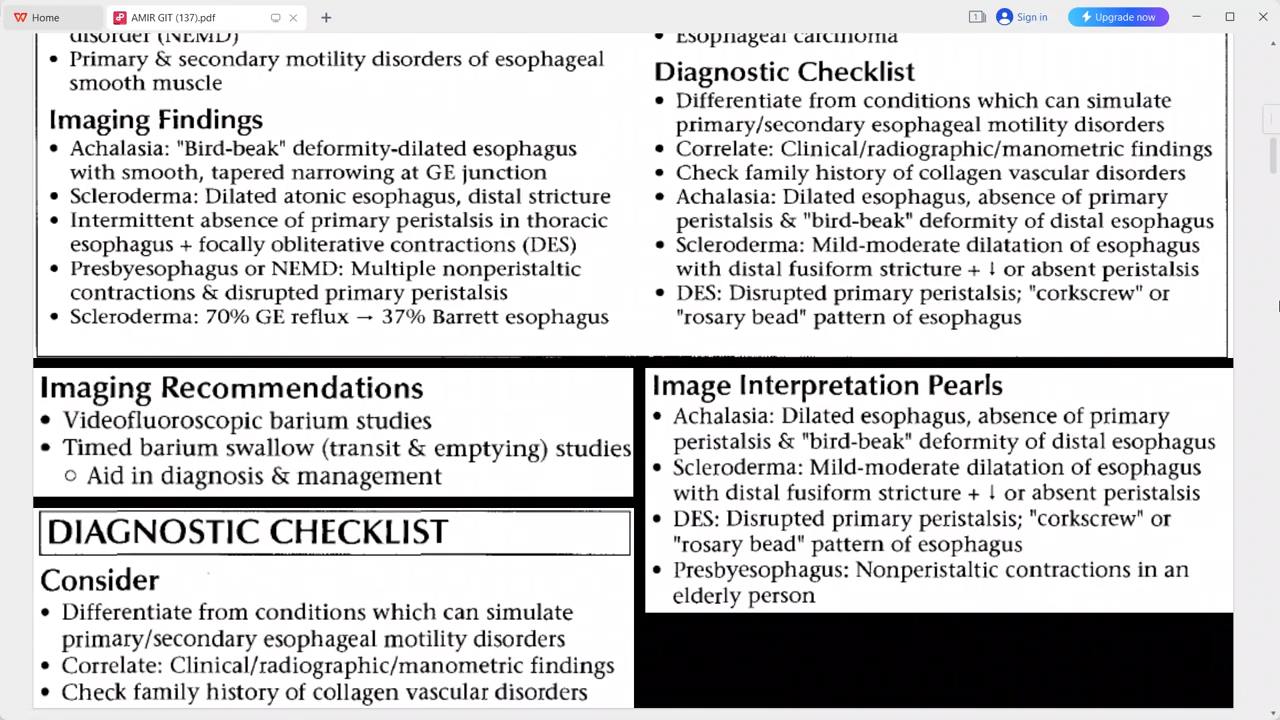 Home
AMIR GIT (137).pdf
1
Sign in
Upgrade now
disorder (NEMD)
• Primary & secondary motility disorders of esophageal
smooth muscle
Imaging Findings
• Achalasia: "Bird-beak" deformity-dilated esophagus
with smooth, tapered narrowing at GE junction
• Scleroderma: Dilated atonic esophagus, distal stricture
• Intermittent absence of primary peristalsis in thoracic
esophagus + focally obliterative contractions (DES)
• Presbyesophagus or NEMD: Multiple nonperistaltic
contractions & disrupted primary peristalsis
• Scleroderma: 70% GE reflux → 37% Barrett esophagus
• Esophageal carcinoma
Diagnostic Checklist
• Differentiate from conditions which can simulate
primary/secondary esophageal motility disorders
• Correlate: Clinical/radiographic/manometric findings
• Check family history of collagen vascular disorders
• Achalasia: Dilated esophagus, absence of primary
peristalsis & "bird-beak" deformity of distal esophagus
• Scleroderma: Mild-moderate dilatation of esophagus
with distal fusiform stricture + ↓ or absent peristalsis
• DES: Disrupted primary peristalsis; "corkscrew" or
"rosary bead" pattern of esophagus
Imaging Recommendations
• Videofluoroscopic barium studies
• Timed barium swallow (transit & emptying) studies
○ Aid in diagnosis & management
DIAGNOSTIC CHECKLIST
Consider
• Differentiate from conditions which can simulate
primary/secondary esophageal motility disorders
• Correlate: Clinical/radiographic/manometric findings
• Check family history of collagen vascular disorders
Image Interpretation Pearls
• Achalasia: Dilated esophagus, absence of primary
peristalsis & "bird-beak" deformity of distal esophagus
• Scleroderma: Mild-moderate dilatation of esophagus
with distal fusiform stricture + ↓ or absent peristalsis
• DES: Disrupted primary peristalsis; "corkscrew" or
"rosary bead" pattern of esophagus
• Presbyesophagus: Nonperistaltic contractions in an
elderly person